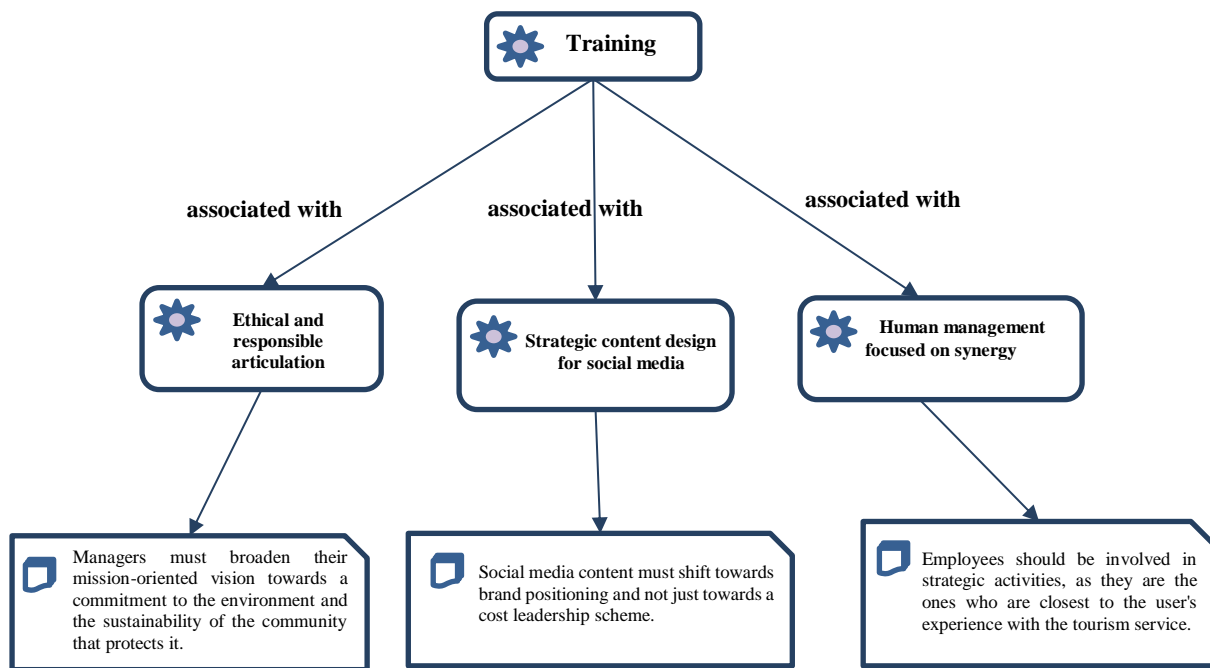 Training
associated with
associated with
associated with
Ethical and
responsible
articulation
Strategic content design
for social media
Human management
focused on synergy
Managers must broaden their
mission-oriented vision towards a
commitment to the environment and
the sustainability of the community
that protects it.
Social media content must shift towards
brand positioning and not just towards a
cost leadership scheme.
Employees should be involved in
strategic activities, as they are the
ones who are closest to the user's
experience with the tourism service.